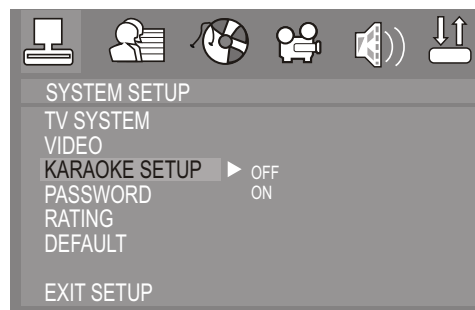 SYSTEM SETUP
TV SYSTEM
VIDEO
KARAOKE SETUP OFF
PASSWORD ON
RATING
DEFAULT
EXIT SETUP